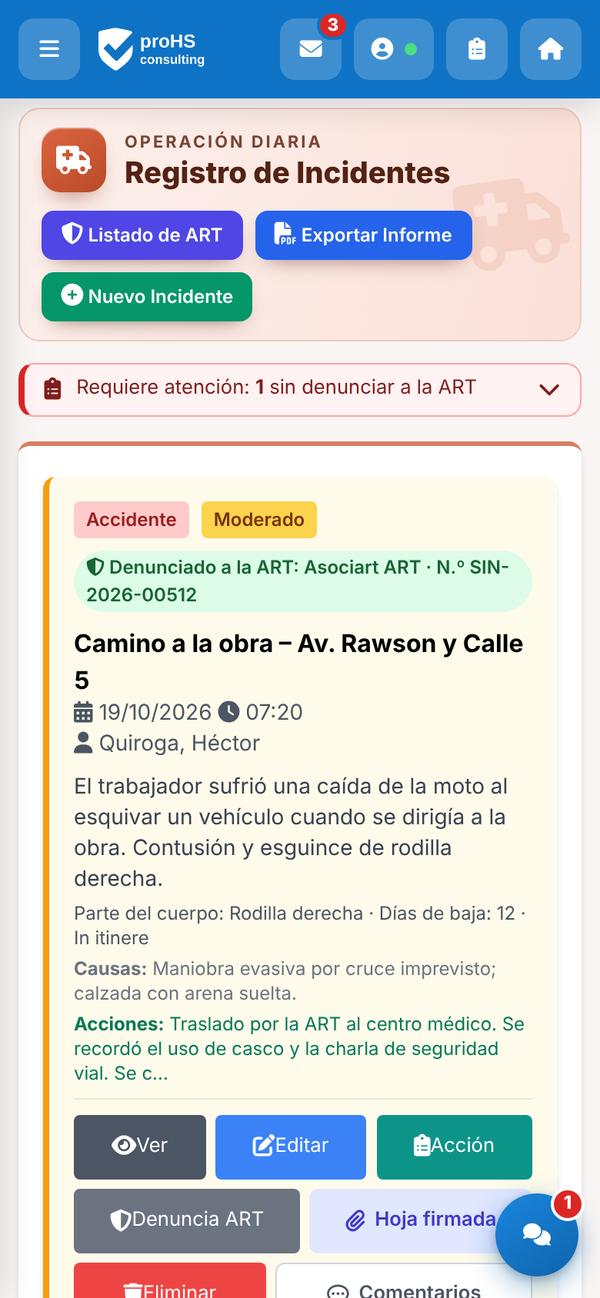 proHS
consulting
3
OPERACIÓN DIARIA
Registro de Incidentes
Listado de ART
PDF Exportar Informe
Nuevo Incidente
Requiere atención: 1 sin denunciar a la ART
Accidente Moderado
Denunciado a la ART: Asociart ART · N.º SIN-
2026-00512
Camino a la obra – Av. Rawson y Calle
5
19/10/2026 07:20
Quiroga, Héctor
El trabajador sufrió una caída de la moto al
esquivar un vehículo cuando se dirigía a la
obra. Contusión y esguince de rodilla
derecha.
Parte del cuerpo: Rodilla derecha · Días de baja: 12 ·
In itinere
Causas: Maniobra evasiva por cruce imprevisto;
calzada con arena suelta.
Acciones: Traslado por la ART al centro médico. Se
recordó el uso de casco y la charla de seguridad
vial. Se c...
Ver Editar Acción
Denuncia ART Hoja firmada
1
Eliminar Comentarios